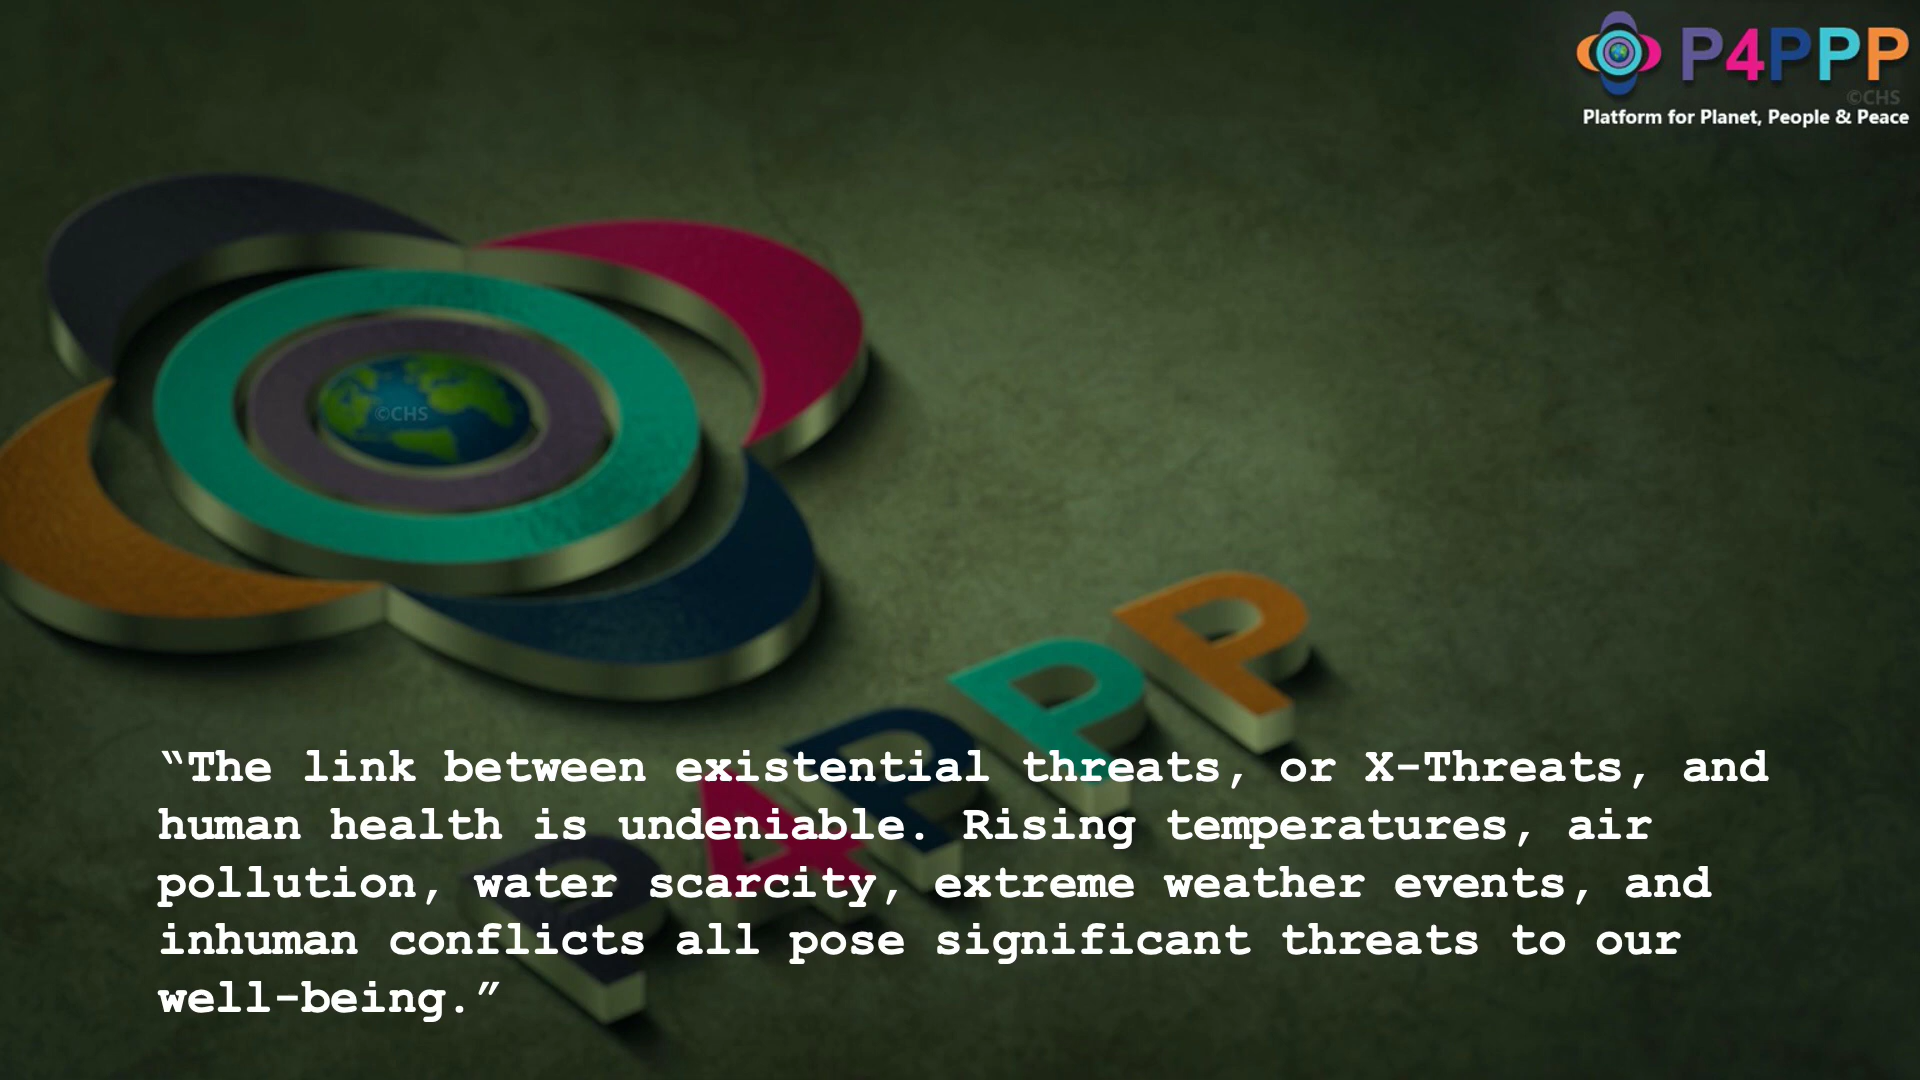 P4PPP
©CHS
Platform for Planet, People & Peace
©CHS
P4PPP
“The link between existential threats, or X-Threats, and
human health is undeniable. Rising temperatures, air
pollution, water scarcity, extreme weather events, and
inhuman conflicts all pose significant threats to our
well-being.”